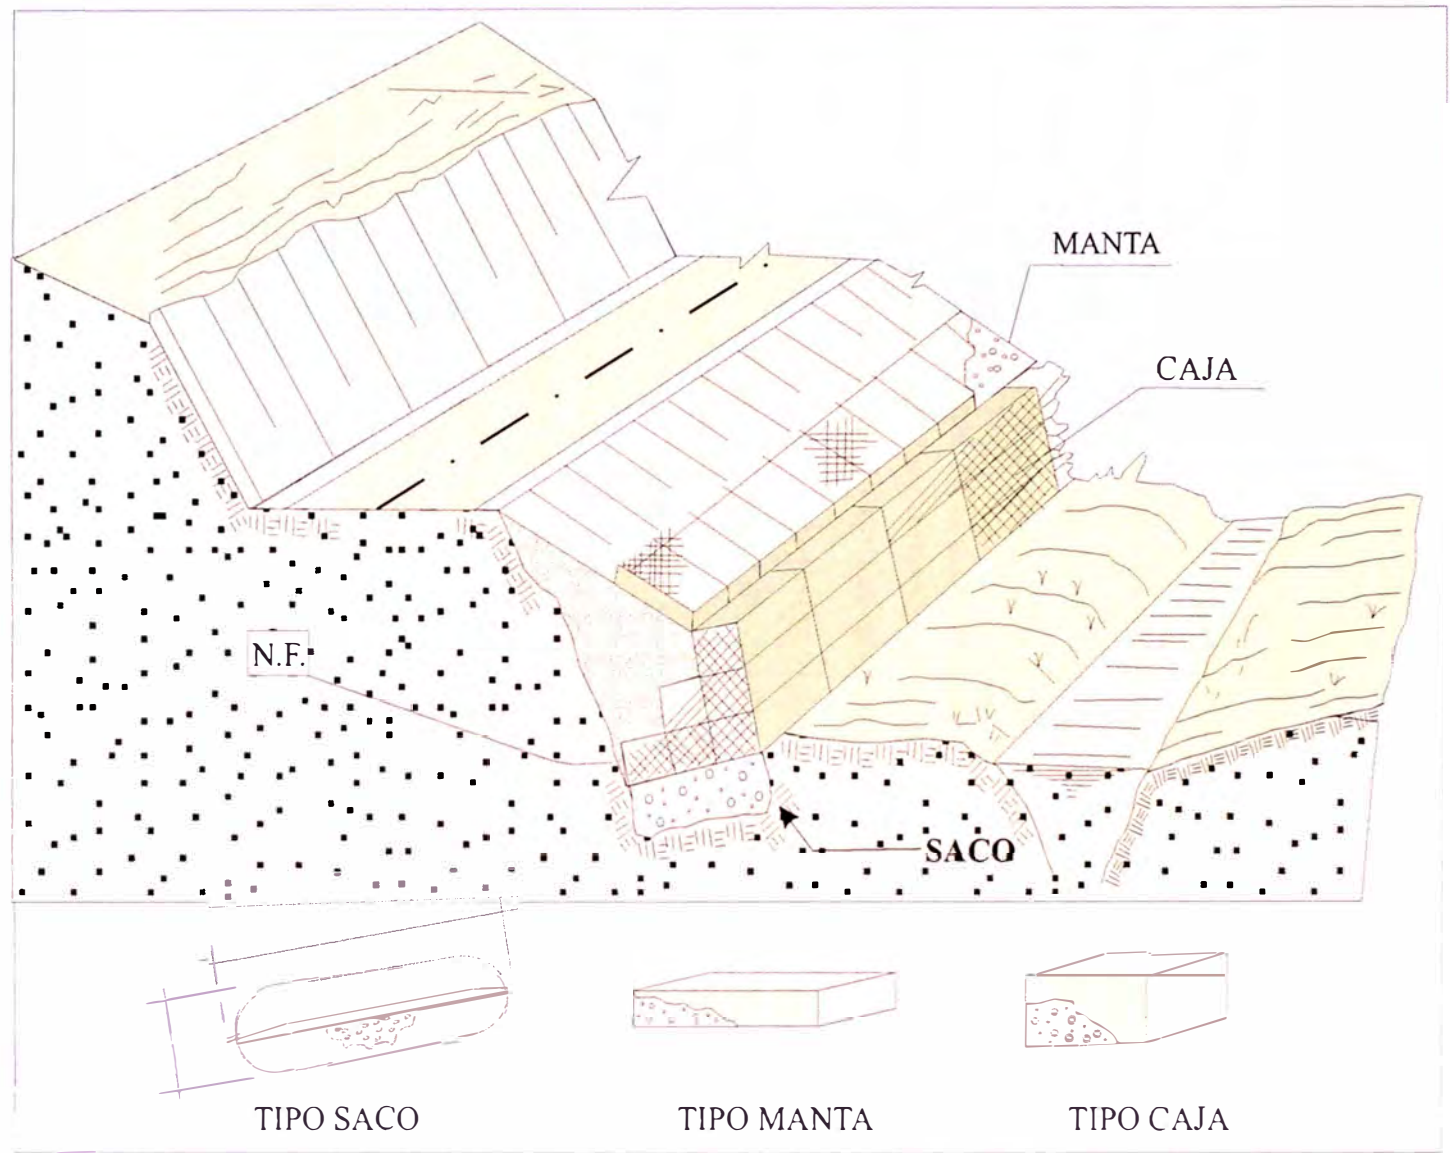 MANTA
CAJA
N.F.
SACO
TIPO SACO
TIPO MANTA
TIPO CAJA